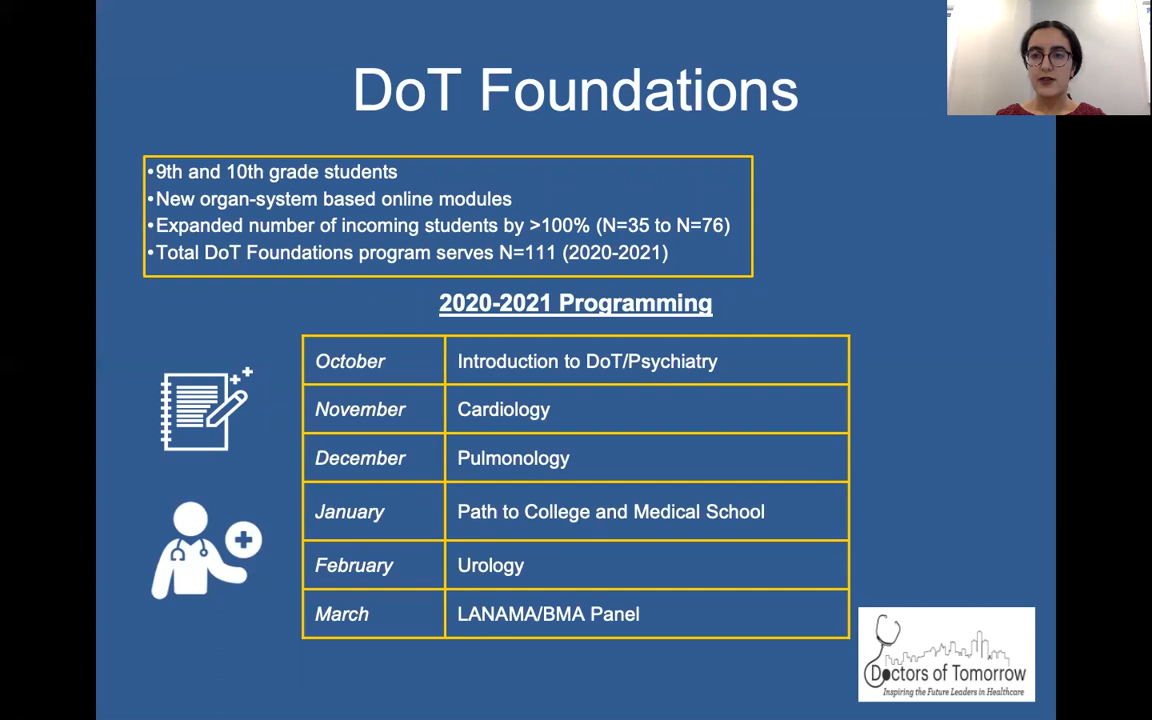 DoT Foundations
•9th and 10th grade students
•New organ-system based online modules
•Expanded number of incoming students by >100% (N=35 to N=76)
•Total DoT Foundations program serves N=111 (2020-2021)
2020-2021 Programming
October Introduction to DoT/Psychiatry
November Cardiology
December Pulmonology
January Path to College and Medical School
February Urology
March LANAMA/BMA Panel
Doctors of Tomorrow
Inspiring the Future Leaders in Healthcare